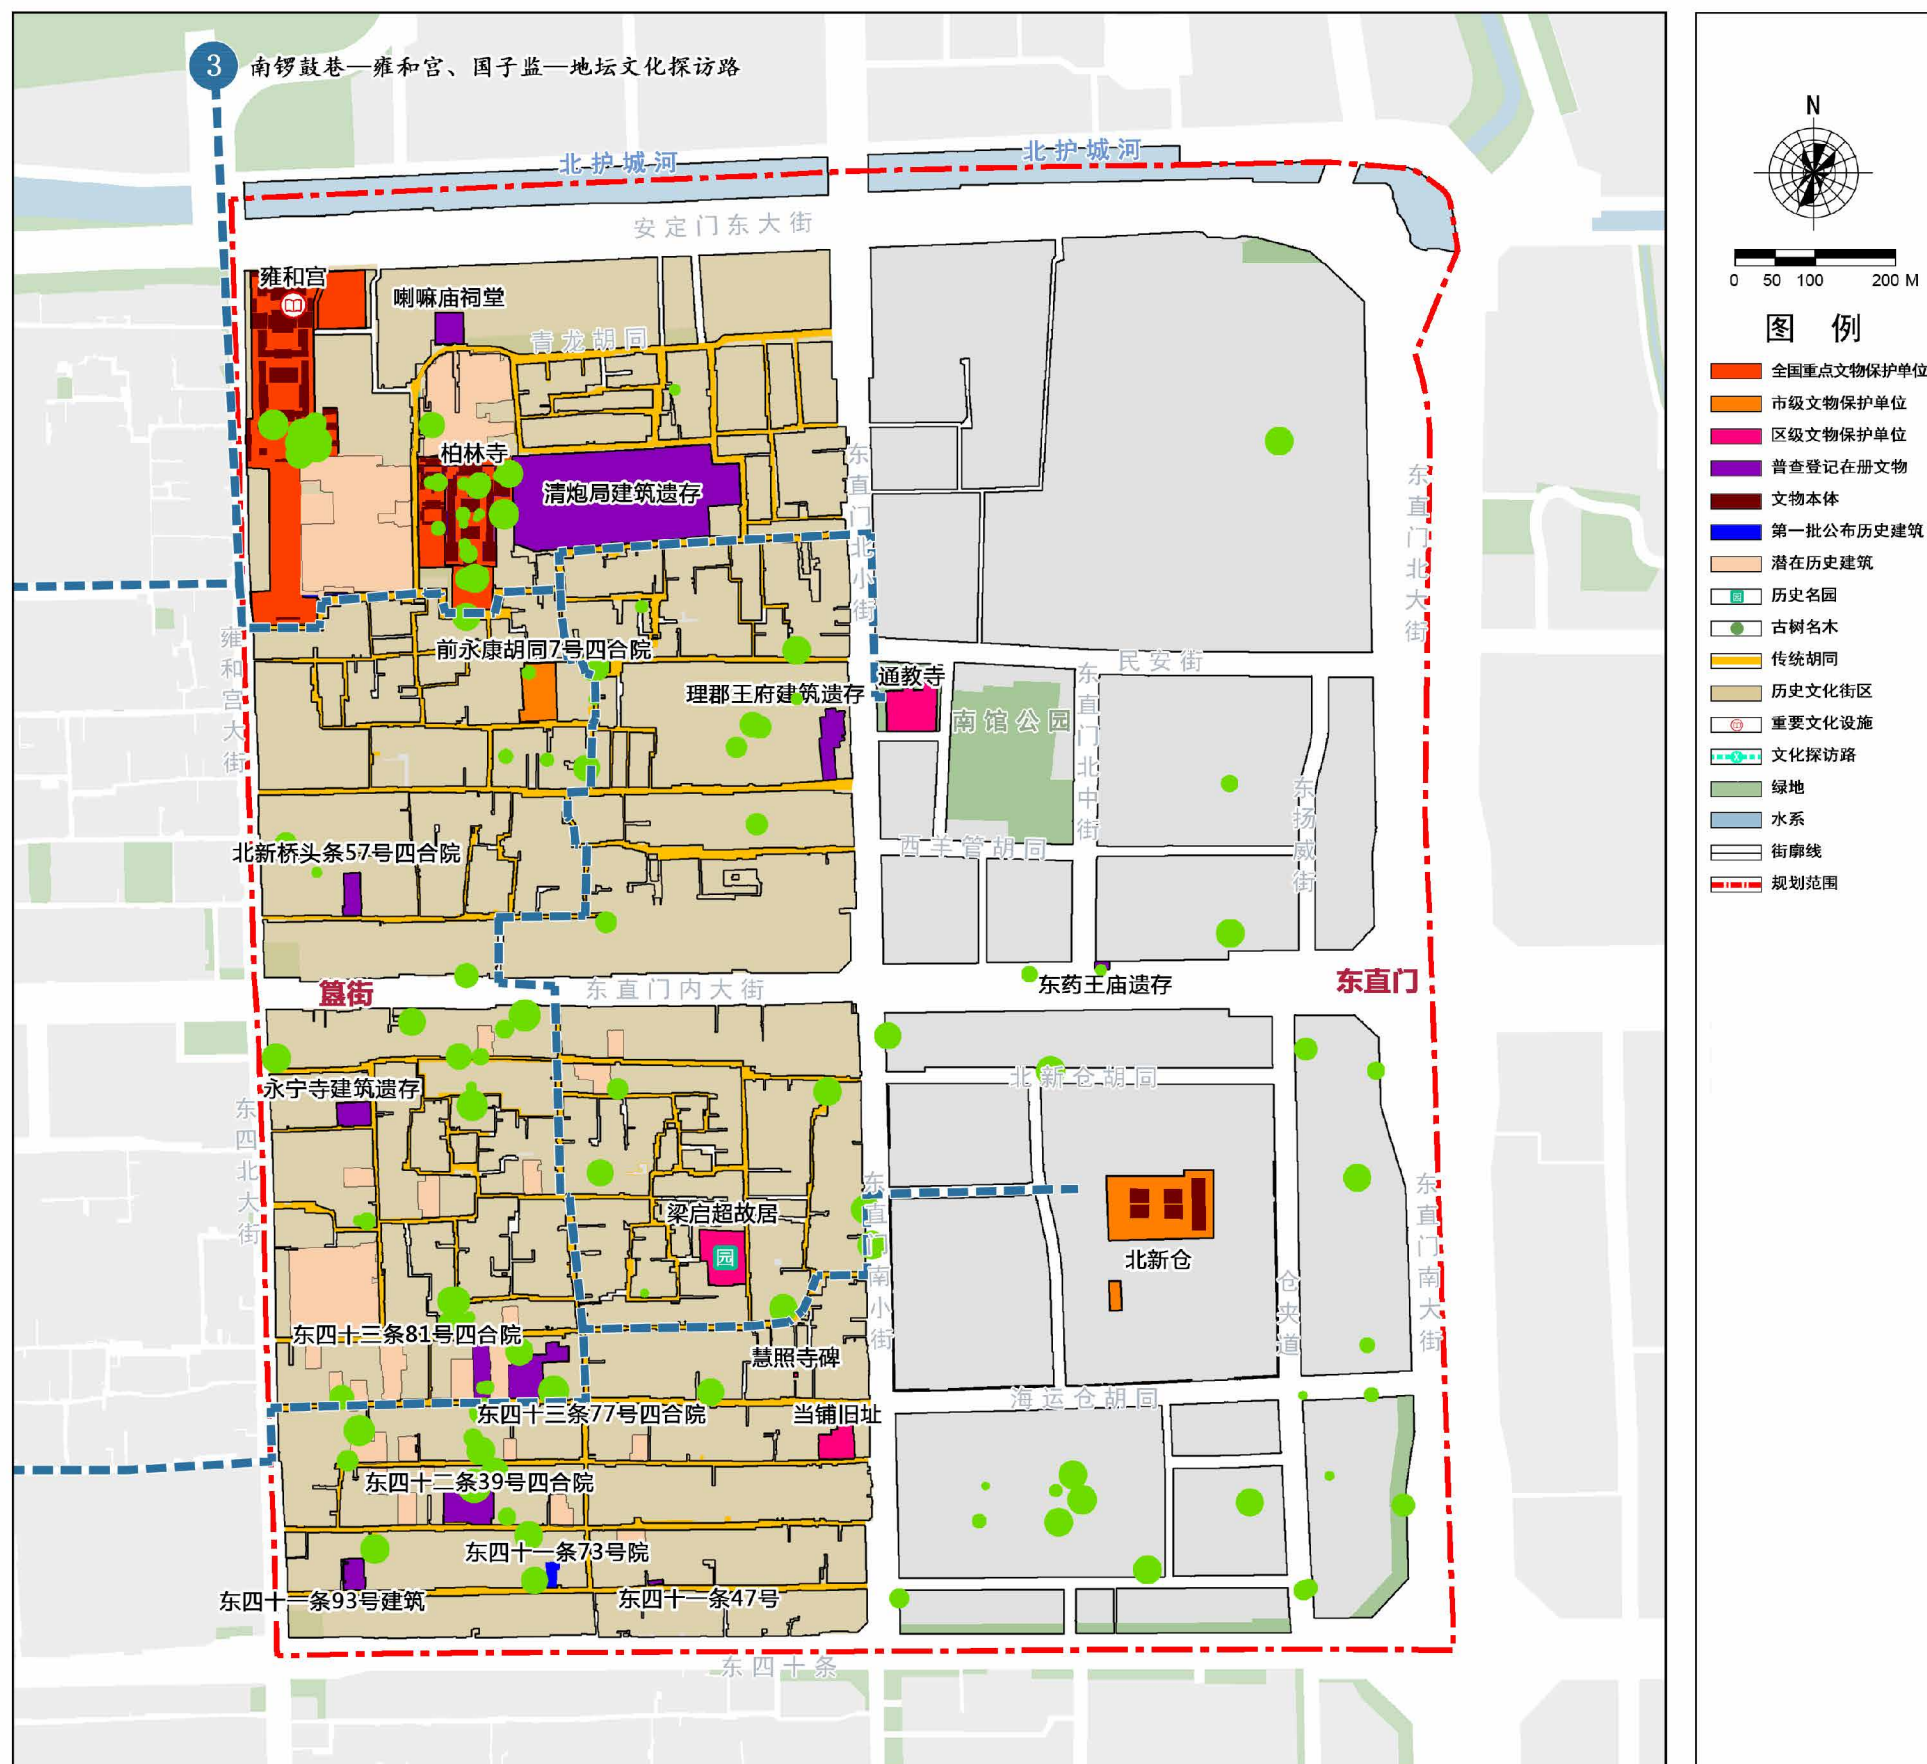 3
南锣鼓巷—雍和宫、国子监—地坛文化探访路
北护城河
北护城河
安定门东大街
雍和宫
喇嘛庙祠堂
青龙胡同
柏林寺
清炮局建筑遗存
东直门北小街
东直门北大街
雍和宫大街
前永康胡同7号四合院
民安街
理郡王府建筑遗存
通教寺
南馆公园
东直门北中街
东扬威街
西羊管胡同
北新桥头条57号四合院
簋街
东直门内大街
东药王庙遗存
东直门
永宁寺建筑遗存
北新仓胡同
东四北大街
东直门南小街
梁启超故居
园
北新仓
仓夹道
东直门南大街
东四十三条81号四合院
慧照寺碑
海运仓胡同
东四十三条77号四合院
当铺旧址
东四十二条39号四合院
东四十一条73号院
东四十一条93号建筑
东四十一条47号
东四十条
N
0 50 100 200 M
图 例
全国重点文物保护单位
市级文物保护单位
区级文物保护单位
普查登记在册文物
文物本体
第一批公布历史建筑
潜在历史建筑
园 历史名园
古树名木
传统胡同
历史文化街区
重要文化设施
X 文化探访路
绿地
水系
街廓线
规划范围